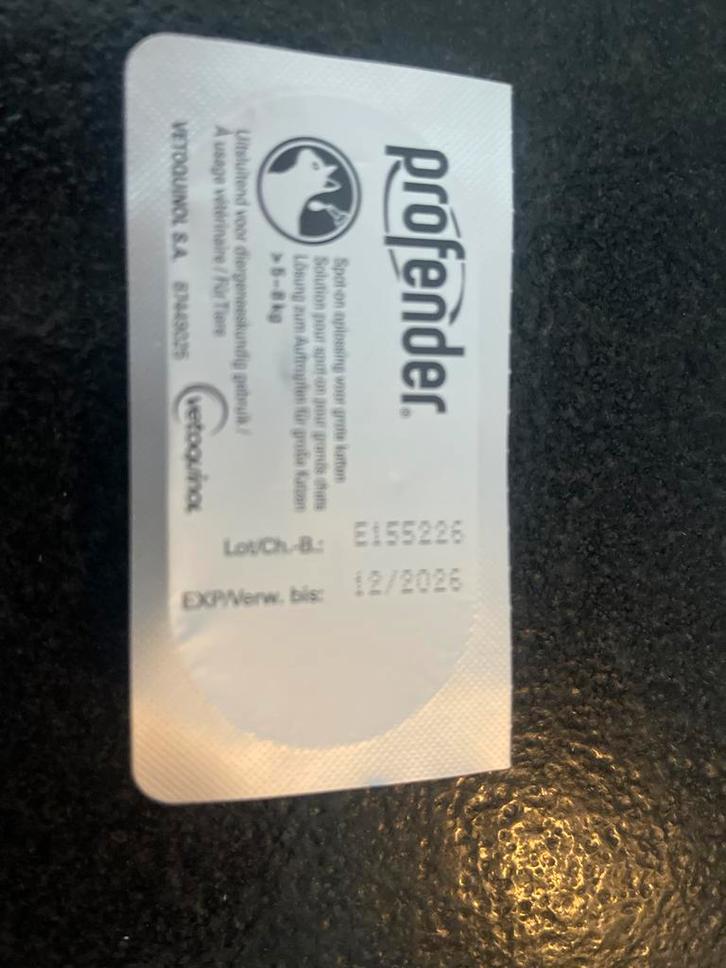 profender®
Spot-on oplossing voor grote katten
Solution pour spot-on pour grands chats
Lösung zum Auftropfen für große Katzen
> 5 – 8 kg
Uitsluitend voor diergeneeskundig gebruik /
À usage vétérinaire / Für Tiere
VETOQUINOL S.A. 87449025
vetoquinol
Lot/Ch.-B.: E155226
EXP/Verw. bis: 12/2026